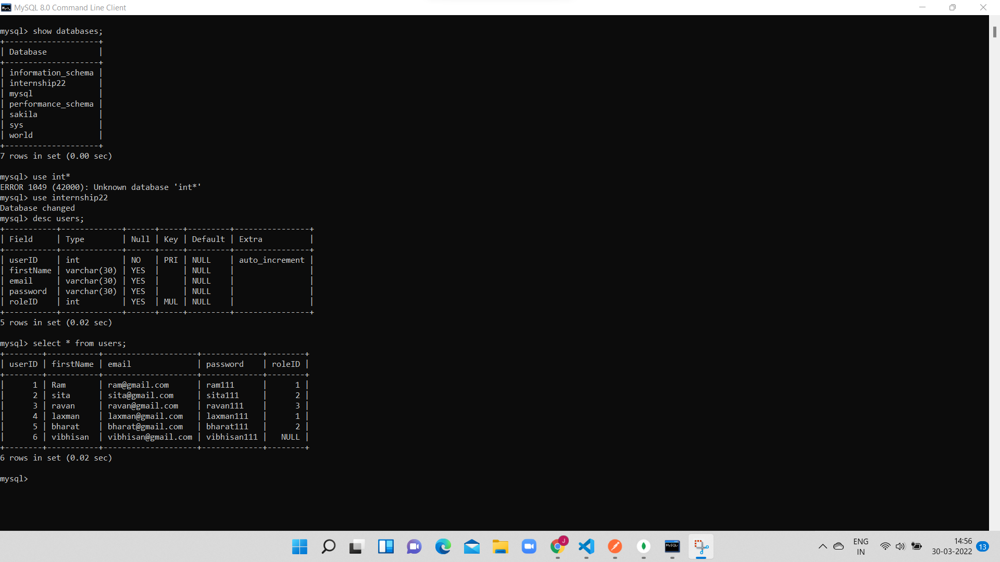 MySQL 8.0 Command Line Client
mysql> show databases;
+--------------------+
| Database           |
+--------------------+
| information_schema |
| internship22       |
| mysql              |
| performance_schema |
| sakila             |
| sys                |
| world              |
+--------------------+
7 rows in set (0.00 sec)
mysql> use int*
ERROR 1049 (42000): Unknown database 'int*'
mysql> use internship22
Database changed
mysql> desc users;
+-----------+-------------+------+-----+---------+----------------+
| Field     | Type        | Null | Key | Default | Extra          |
+-----------+-------------+------+-----+---------+----------------+
| userID    | int         | NO   | PRI | NULL    | auto_increment |
| firstName | varchar(30) | YES  |     | NULL    |                |
| email     | varchar(30) | YES  |     | NULL    |                |
| password  | varchar(30) | YES  |     | NULL    |                |
| roleID    | int         | YES  | MUL | NULL    |                |
+-----------+-------------+------+-----+---------+----------------+
5 rows in set (0.02 sec)
mysql> select * from users;
+--------+-----------+--------------------+-------------+--------+
| userID | firstName | email              | password    | roleID |
+--------+-----------+--------------------+-------------+--------+
|      1 | Ram       | ram@gmail.com      | ram111      |      1 |
|      2 | sita      | sita@gmail.com     | sita111     |      2 |
|      3 | ravan     | ravan@gmail.com    | ravan111    |      3 |
|      4 | laxman    | laxman@gmail.com   | laxman111   |      1 |
|      5 | bharat    | bharat@gmail.com   | bharat111   |      2 |
|      6 | vibhisan  | vibhisan@gmail.com | vibhisan111 |   NULL |
+--------+-----------+--------------------+-------------+--------+
6 rows in set (0.02 sec)
mysql>
J
MySQL
ENG
IN
14:56
30-03-2022
13